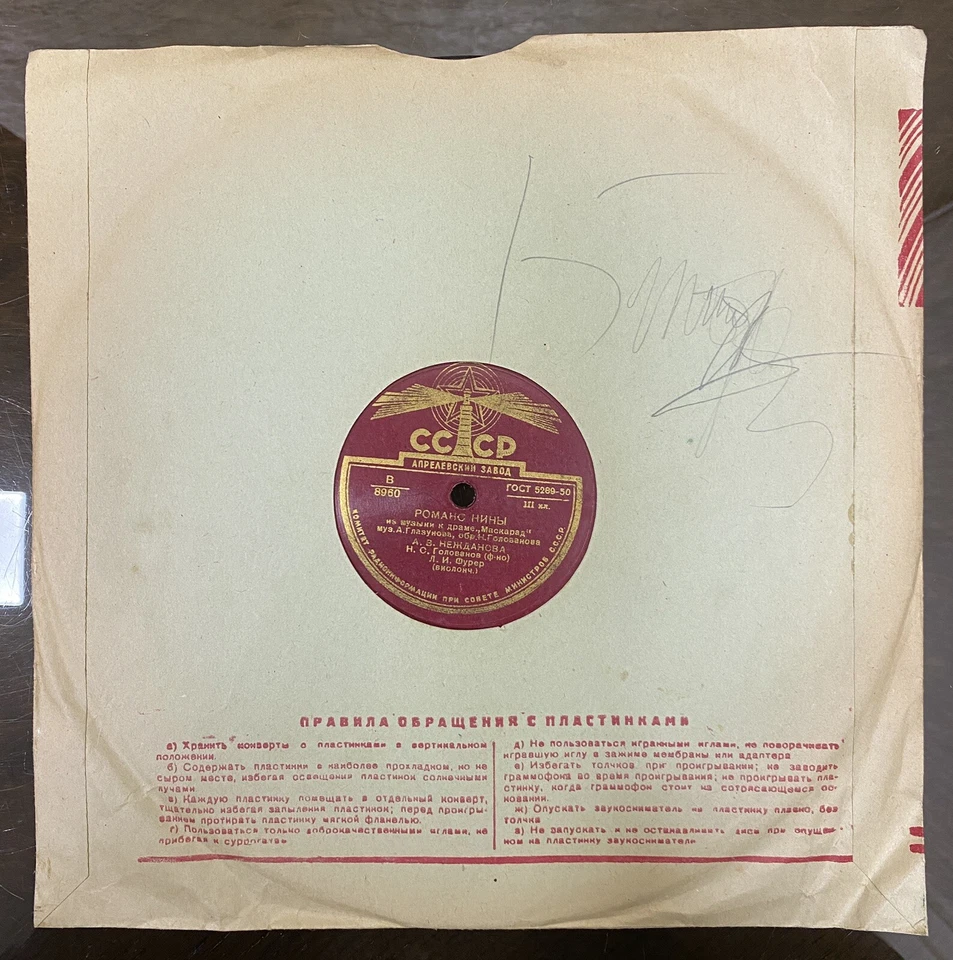 СССР
АПРЕЛЕВСКИЙ ЗАВОД
В
8960
ГОСТ 5289-50
III кл.
РОМАНС НИНЫ
из музыки к драме „Маскарад“
муз. А. Глазунова, обр. Н. Голованова
А. В. НЕЖДАНОВА
Н. С. Голованов (ф-но)
Л. И. Фурер
(виолонч.)
КОМИТЕТ РАДИОИНФОРМАЦИИ ПРИ СОВЕТЕ МИНИСТРОВ СССР.
ПРАВИЛА ОБРАЩЕНИЯ С ПЛАСТИНКАМИ
а) Хранить конверты с пластинками в вертикальном
положении.
б) Содержать пластинки в наиболее прохладном, но не
сыром месте, избегая освещения пластинок солнечными
лучами.
в) Каждую пластинку помещать в отдельный конверт,
тщательно избегая запыления пластинок; перед проигры-
ванием протирать пластинку мягкой фланелью.
г) Пользоваться только доброкачественными иглами, не
прибегая к суррогатам
д) Не пользоваться игранными иглами, не поворачивать
игравшую иглу в зажиме мембраны или адаптера
е) Избегать толчков при проигрывании; не заводить
граммофона во время проигрывания; не проигрывать пла-
стинку, когда граммофон стоит на сотрясающемся ос-
новании.
ж) Опускать звукосниматель на пластинку плавно, без
толчка
з) Не запускать и не останавливать диск при опущен-
ном на пластинку звукоснимателе